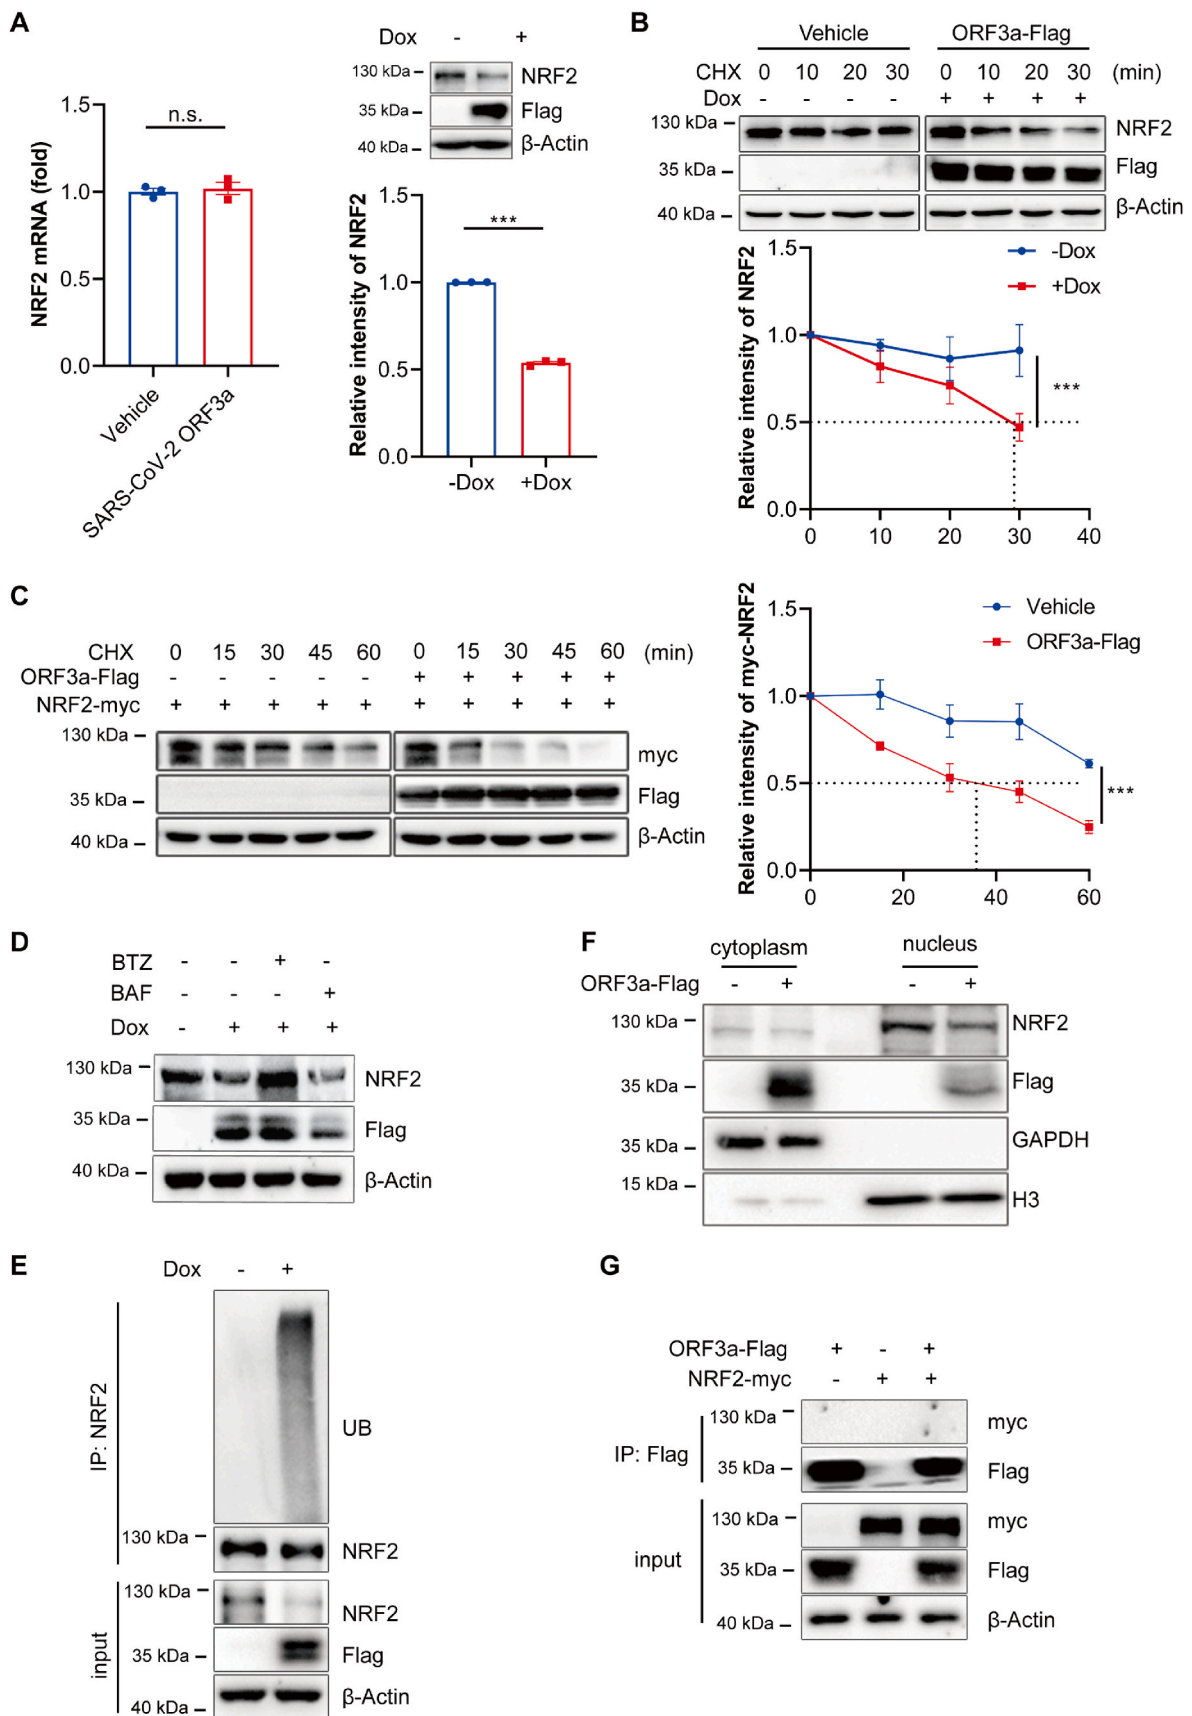 A
Dox - +
130 kDa NRF2
35 kDa Flag
40 kDa β-Actin
NRF2 mRNA (fold)
1.5
1.0
0.5
0.0
n.s.
Vehicle
SARS-CoV-2 ORF3a
Relative intensity of NRF2
1.5
1.0
0.5
0.0
***
-Dox +Dox
B
Vehicle ORF3a-Flag
CHX 0 10 20 30 0 10 20 30 (min)
Dox - - - - + + + +
130 kDa NRF2
35 kDa Flag
40 kDa β-Actin
Relative intensity of NRF2
1.5
1.0
0.5
0.0
-Dox
+Dox
***
0 10 20 30 40
C
CHX 0 15 30 45 60 0 15 30 45 60 (min)
ORF3a-Flag - - - - - + + + + +
NRF2-myc + + + + + + + + + +
130 kDa myc
35 kDa Flag
40 kDa β-Actin
Relative intensity of myc-NRF2
1.5
1.0
0.5
0.0
Vehicle
ORF3a-Flag
***
0 20 40 60
D
BTZ - - + -
BAF - - - +
Dox - + + +
130 kDa NRF2
35 kDa Flag
40 kDa β-Actin
F
cytoplasm nucleus
ORF3a-Flag - + - +
130 kDa NRF2
35 kDa Flag
35 kDa GAPDH
15 kDa H3
E
Dox - +
IP: NRF2
UB
130 kDa NRF2
input
130 kDa NRF2
35 kDa Flag
40 kDa β-Actin
G
ORF3a-Flag + - +
NRF2-myc - + +
IP: Flag
130 kDa myc
35 kDa Flag
input
130 kDa myc
35 kDa Flag
40 kDa β-Actin